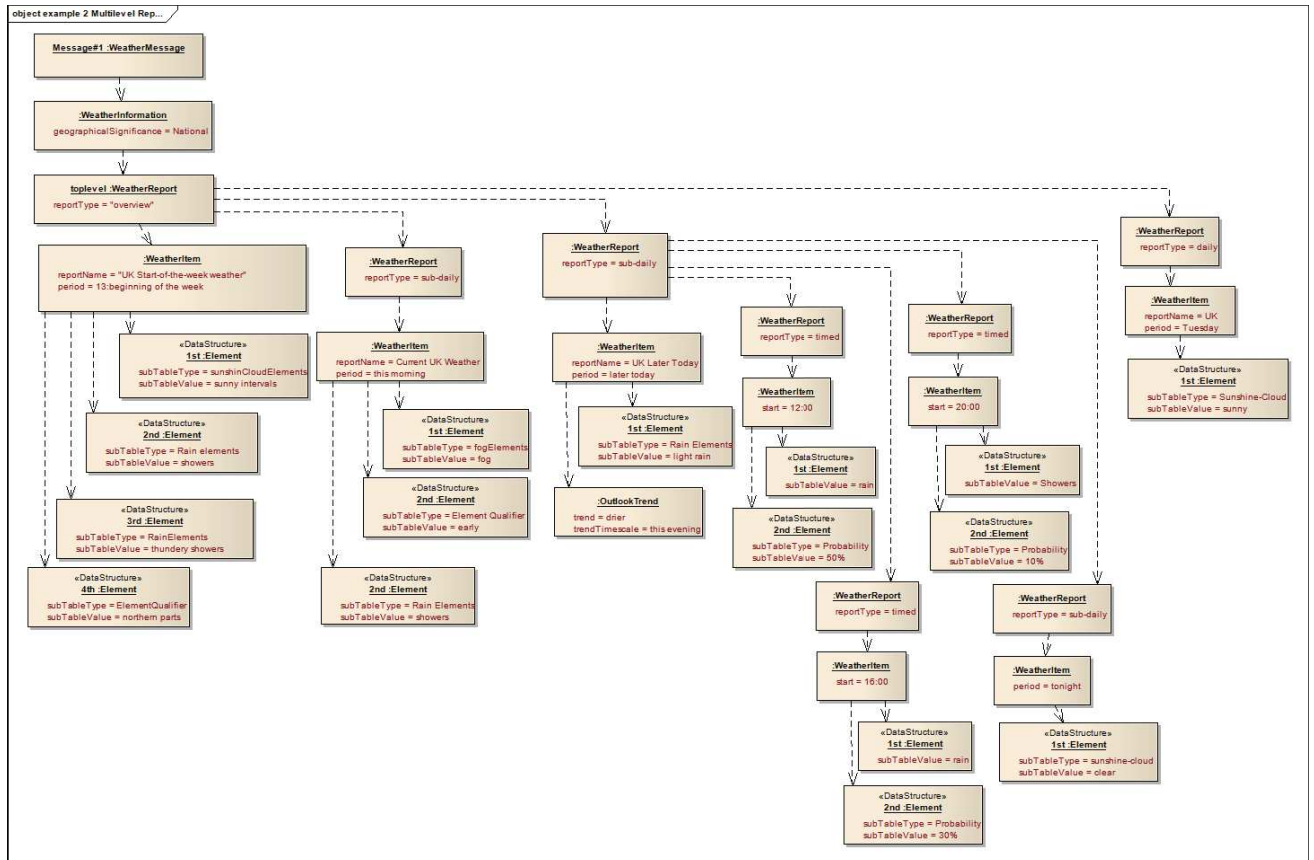 object example 2 Multilevel Rep...
Message#1 :WeatherMessage
:WeatherInformation
geographicalSignificance = National
toplevel :WeatherReport
reportType = "overview"
:WeatherItem
reportName = "UK Start-of-the-week weather"
period = 13:beginning of the week
«DataStructure»
1st :Element
subTableType = sunshinCloudElements
subTableValue = sunny intervals
«DataStructure»
2nd :Element
subTableType = Rain elements
subTableValue = showers
«DataStructure»
3rd :Element
subTableType = RainElements
subTableValue = thundery showers
«DataStructure»
4th :Element
subTableType = ElementQualifier
subTableValue = northern parts
:WeatherReport
reportType = sub-daily
:WeatherItem
reportName = Current UK Weather
period = this morning
«DataStructure»
1st :Element
subTableType = fogElements
subTableValue = fog
«DataStructure»
2nd :Element
subTableType = Element Qualifier
subTableValue = early
«DataStructure»
2nd :Element
subTableType = Rain Elements
subTableValue = showers
:WeatherReport
reportType = sub-daily
:WeatherItem
reportName = UK Later Today
period = later today
«DataStructure»
1st :Element
subTableType = Rain Elements
subTableValue = light rain
:OutlookTrend
trend = drier
trendTimescale = this evening
:WeatherReport
reportType = timed
:WeatherItem
start = 12:00
«DataStructure»
1st :Element
subTableValue = rain
«DataStructure»
2nd :Element
subTableType = Probability
subTableValue = 50%
:WeatherReport
reportType = timed
:WeatherItem
start = 16:00
«DataStructure»
1st :Element
subTableValue = rain
«DataStructure»
2nd :Element
subTableType = Probability
subTableValue = 30%
:WeatherReport
reportType = timed
:WeatherItem
start = 20:00
«DataStructure»
1st :Element
subTableValue = Showers
«DataStructure»
2nd :Element
subTableType = Probability
subTableValue = 10%
:WeatherReport
reportType = sub-daily
:WeatherItem
period = tonight
«DataStructure»
1st :Element
subTableType = sunshine-cloud
subTableValue = clear
:WeatherReport
reportType = daily
:WeatherItem
reportName = UK
period = Tuesday
«DataStructure»
1st :Element
subTableType = Sunshine-Cloud
subTableValue = sunny